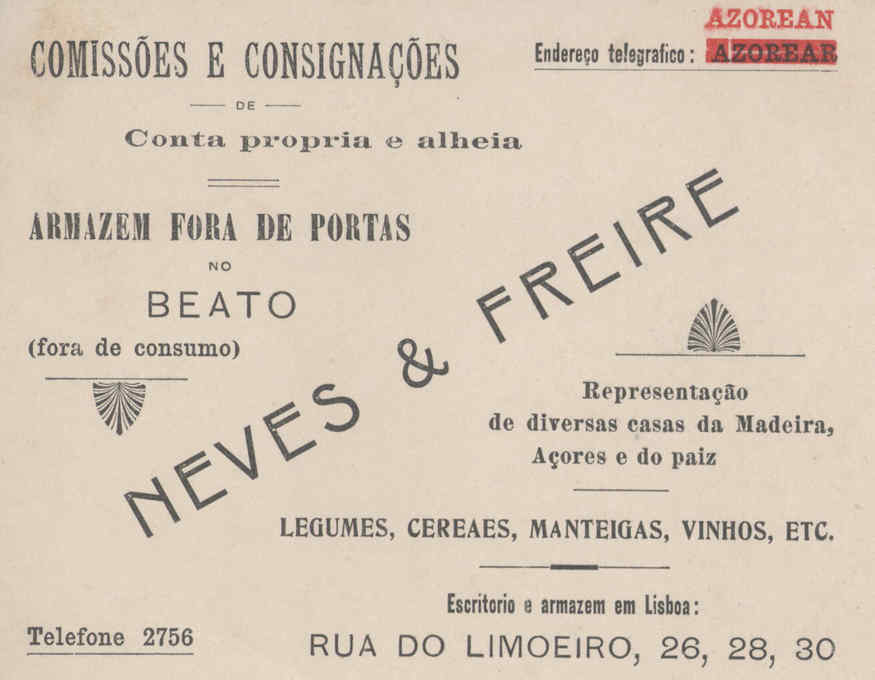 COMISSÕES E CONSIGNAÇÕES
DE
Conta propria e alheia
ARMAZEM FORA DE PORTAS
NO
BEATO
(fora de consumo)
AZOREAN
Endereço telegrafico: AZOREAR
NEVES & FREIRE
Representação
de diversas casas da Madeira,
Açores e do paiz
LEGUMES, CEREAES, MANTEIGAS, VINHOS, ETC.
Escritorio e armazem em Lisboa:
RUA DO LIMOEIRO, 26, 28, 30
Telefone 2756